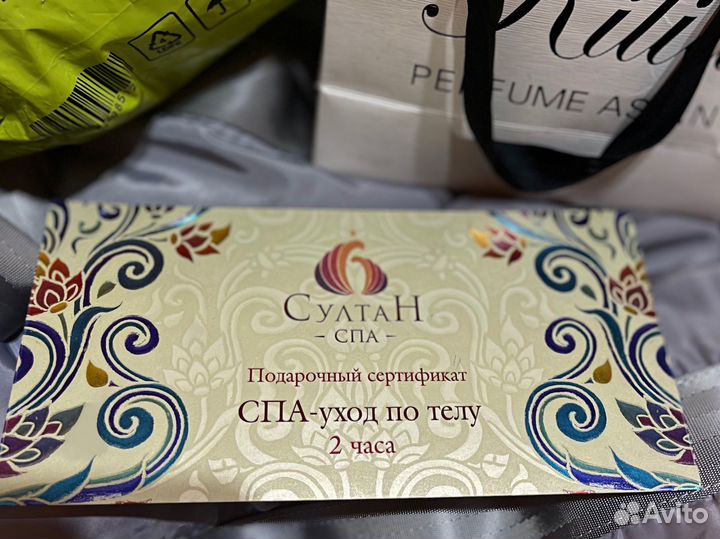 PERFUME AS
СултаН
- СПА -
Подарочный сертификат
СПА-уход по телу
2 часа
Avito